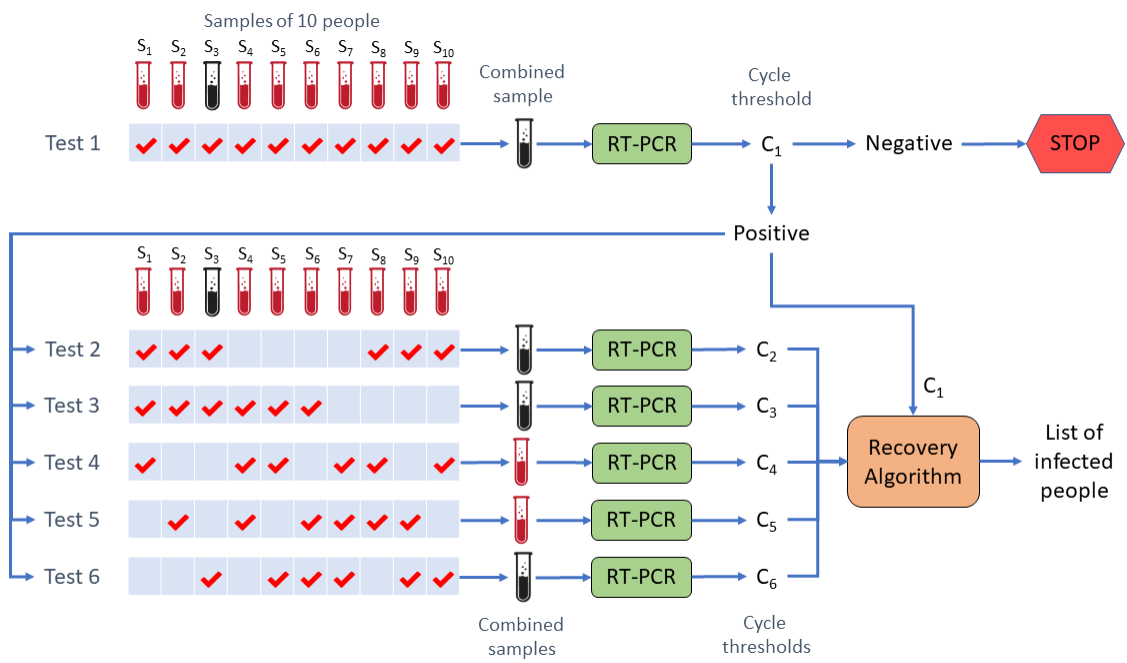 Samples of 10 people
S1 S2 S3 S4 S5 S6 S7 S8 S9 S10
Combined
sample
Cycle
threshold
Test 1
RT-PCR
C1
Negative
STOP
Positive
S1 S2 S3 S4 S5 S6 S7 S8 S9 S10
Test 2
RT-PCR
C2
Test 3
RT-PCR
C3
C1
Test 4
RT-PCR
C4
Recovery
Algorithm
List of
infected
people
Test 5
RT-PCR
C5
Test 6
RT-PCR
C6
Combined
samples
Cycle
thresholds